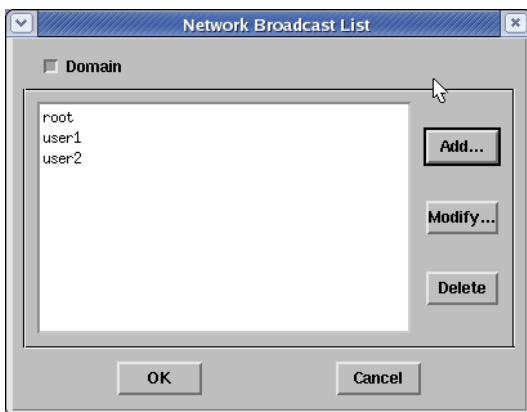 Network Broadcast List
Domain
root
user1
user2
Add...
Modify...
Delete
OK
Cancel